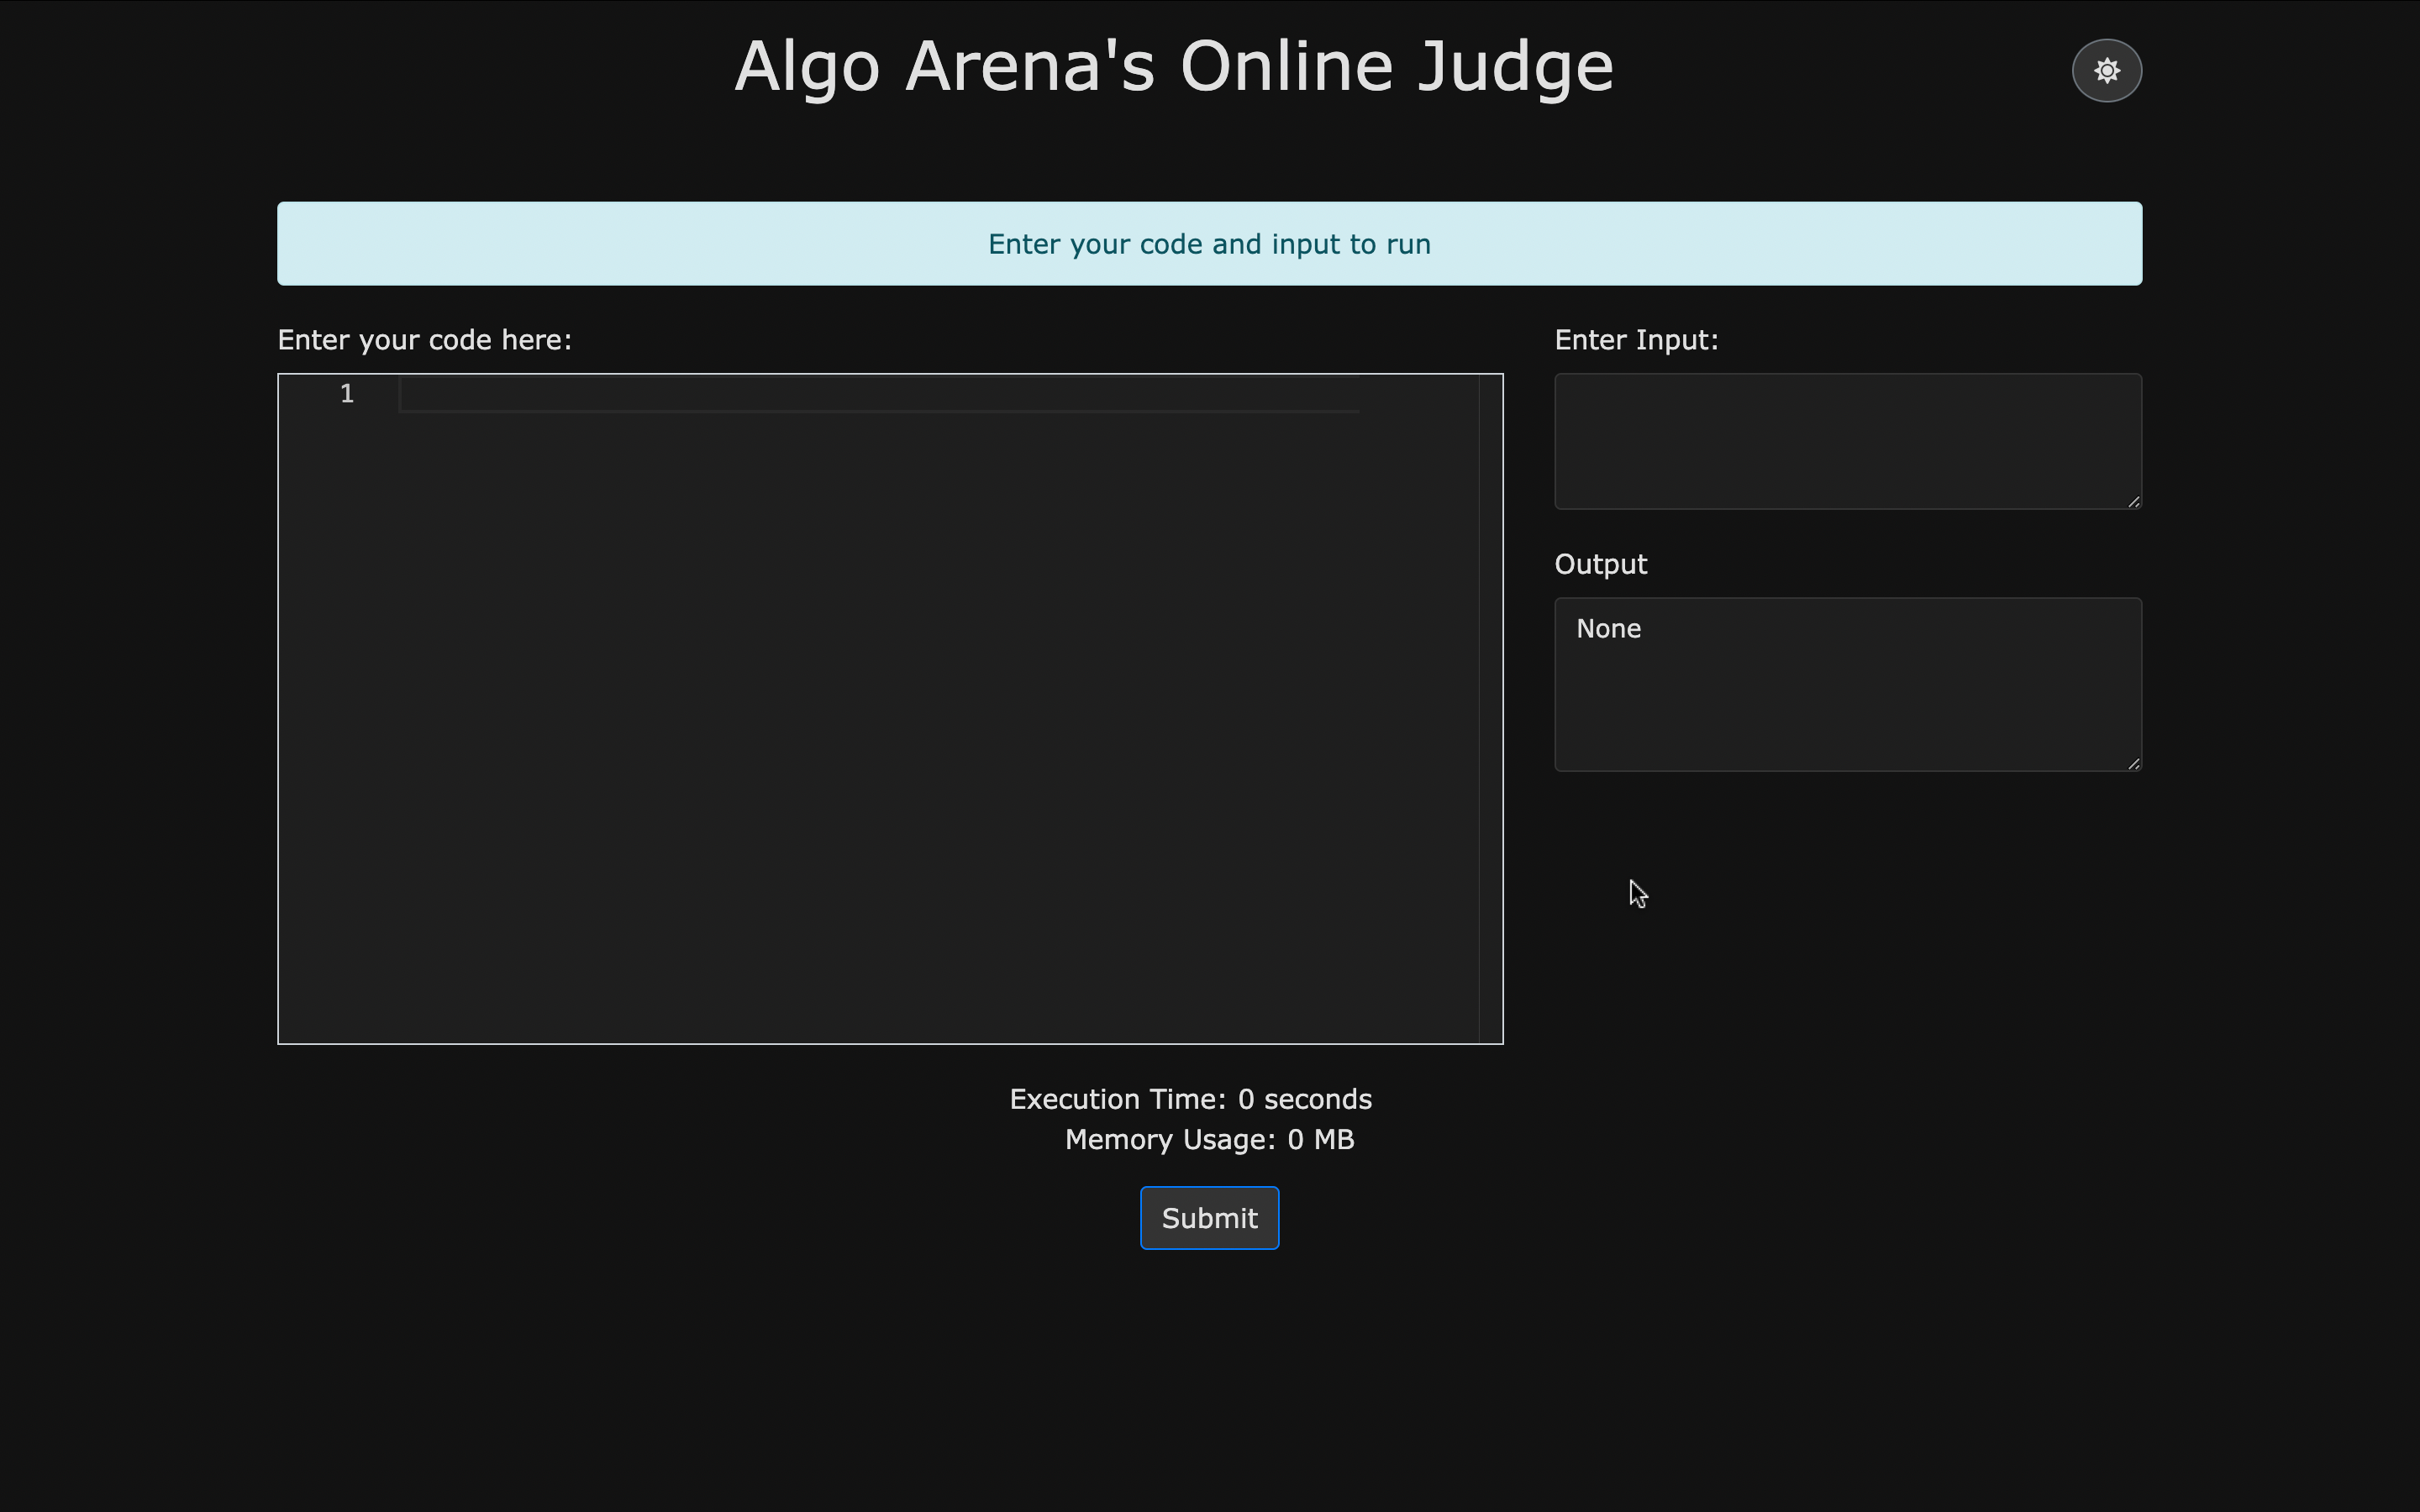 Algo Arena's Online Judge
Enter your code and input to run
Enter your code here:
1
Enter Input:
Output
None
Execution Time: 0 seconds
Memory Usage: 0 MB
Submit